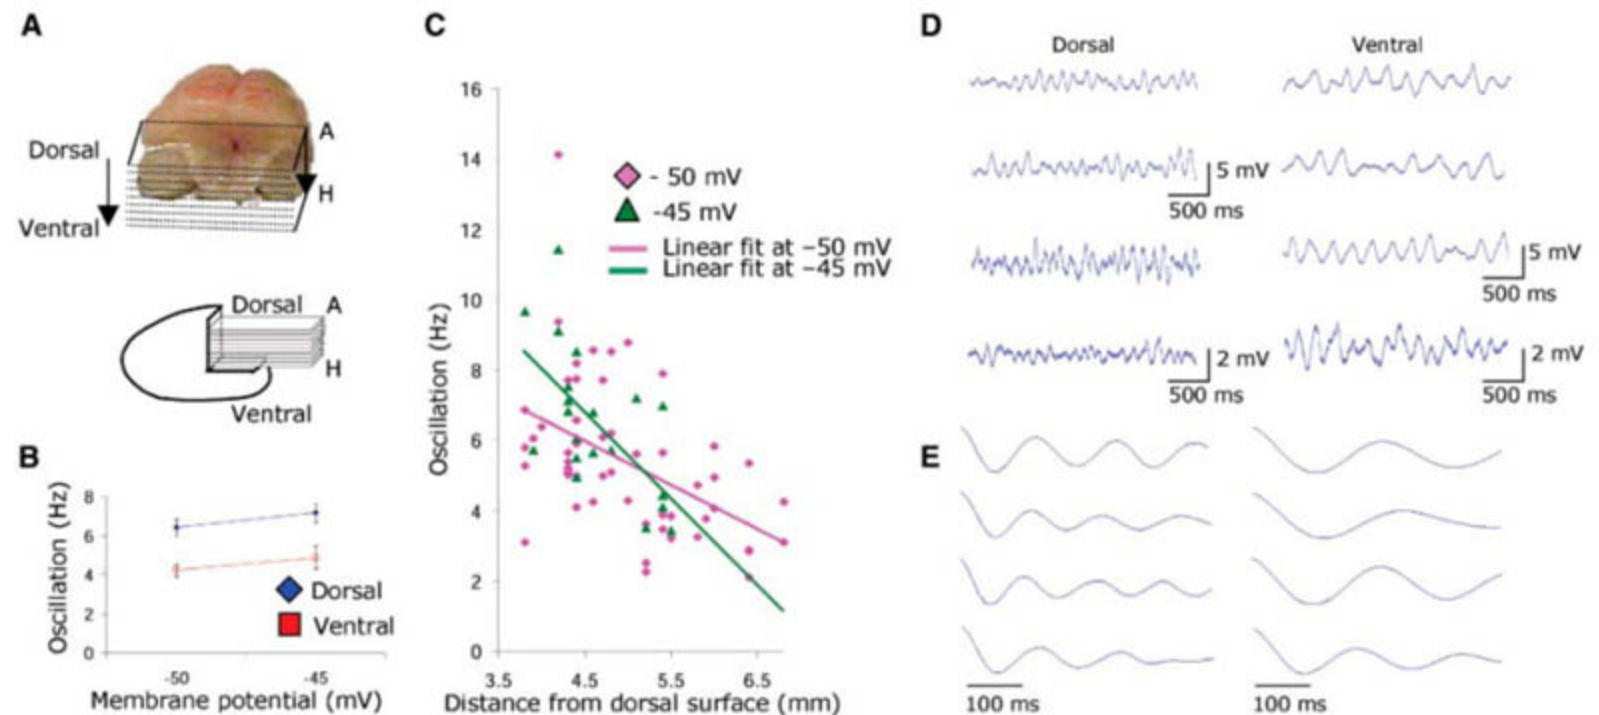 A
Dorsal
Ventral
A
H
Dorsal
A
H
Ventral
B
Oscillation (Hz)
8
6
4
2
0
-50
-45
Membrane potential (mV)
Dorsal
Ventral
C
Oscillation (Hz)
16
14
12
10
8
6
4
2
0
3.5
4.5
5.5
6.5
Distance from dorsal surface (mm)
- 50 mV
-45 mV
Linear fit at –50 mV
Linear fit at –45 mV
D
Dorsal
Ventral
5 mV
500 ms
5 mV
500 ms
2 mV
500 ms
2 mV
500 ms
E
100 ms
100 ms